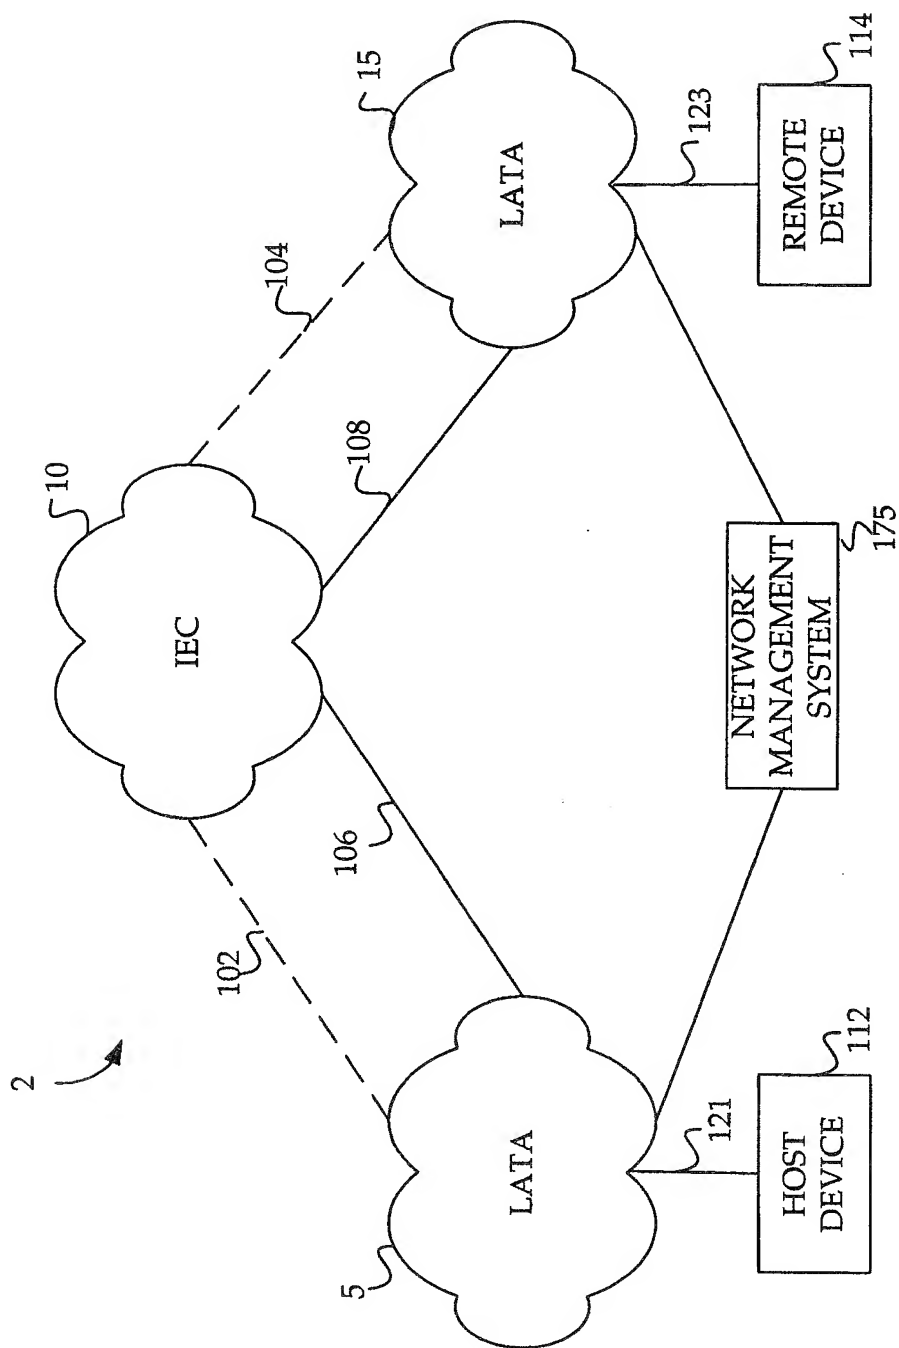 2
10
IEC
15
LATA
104
102
108
106
5
LATA
123
121
114
REMOTE
DEVICE
NETWORK
MANAGEMENT
SYSTEM
175
112
HOST
DEVICE